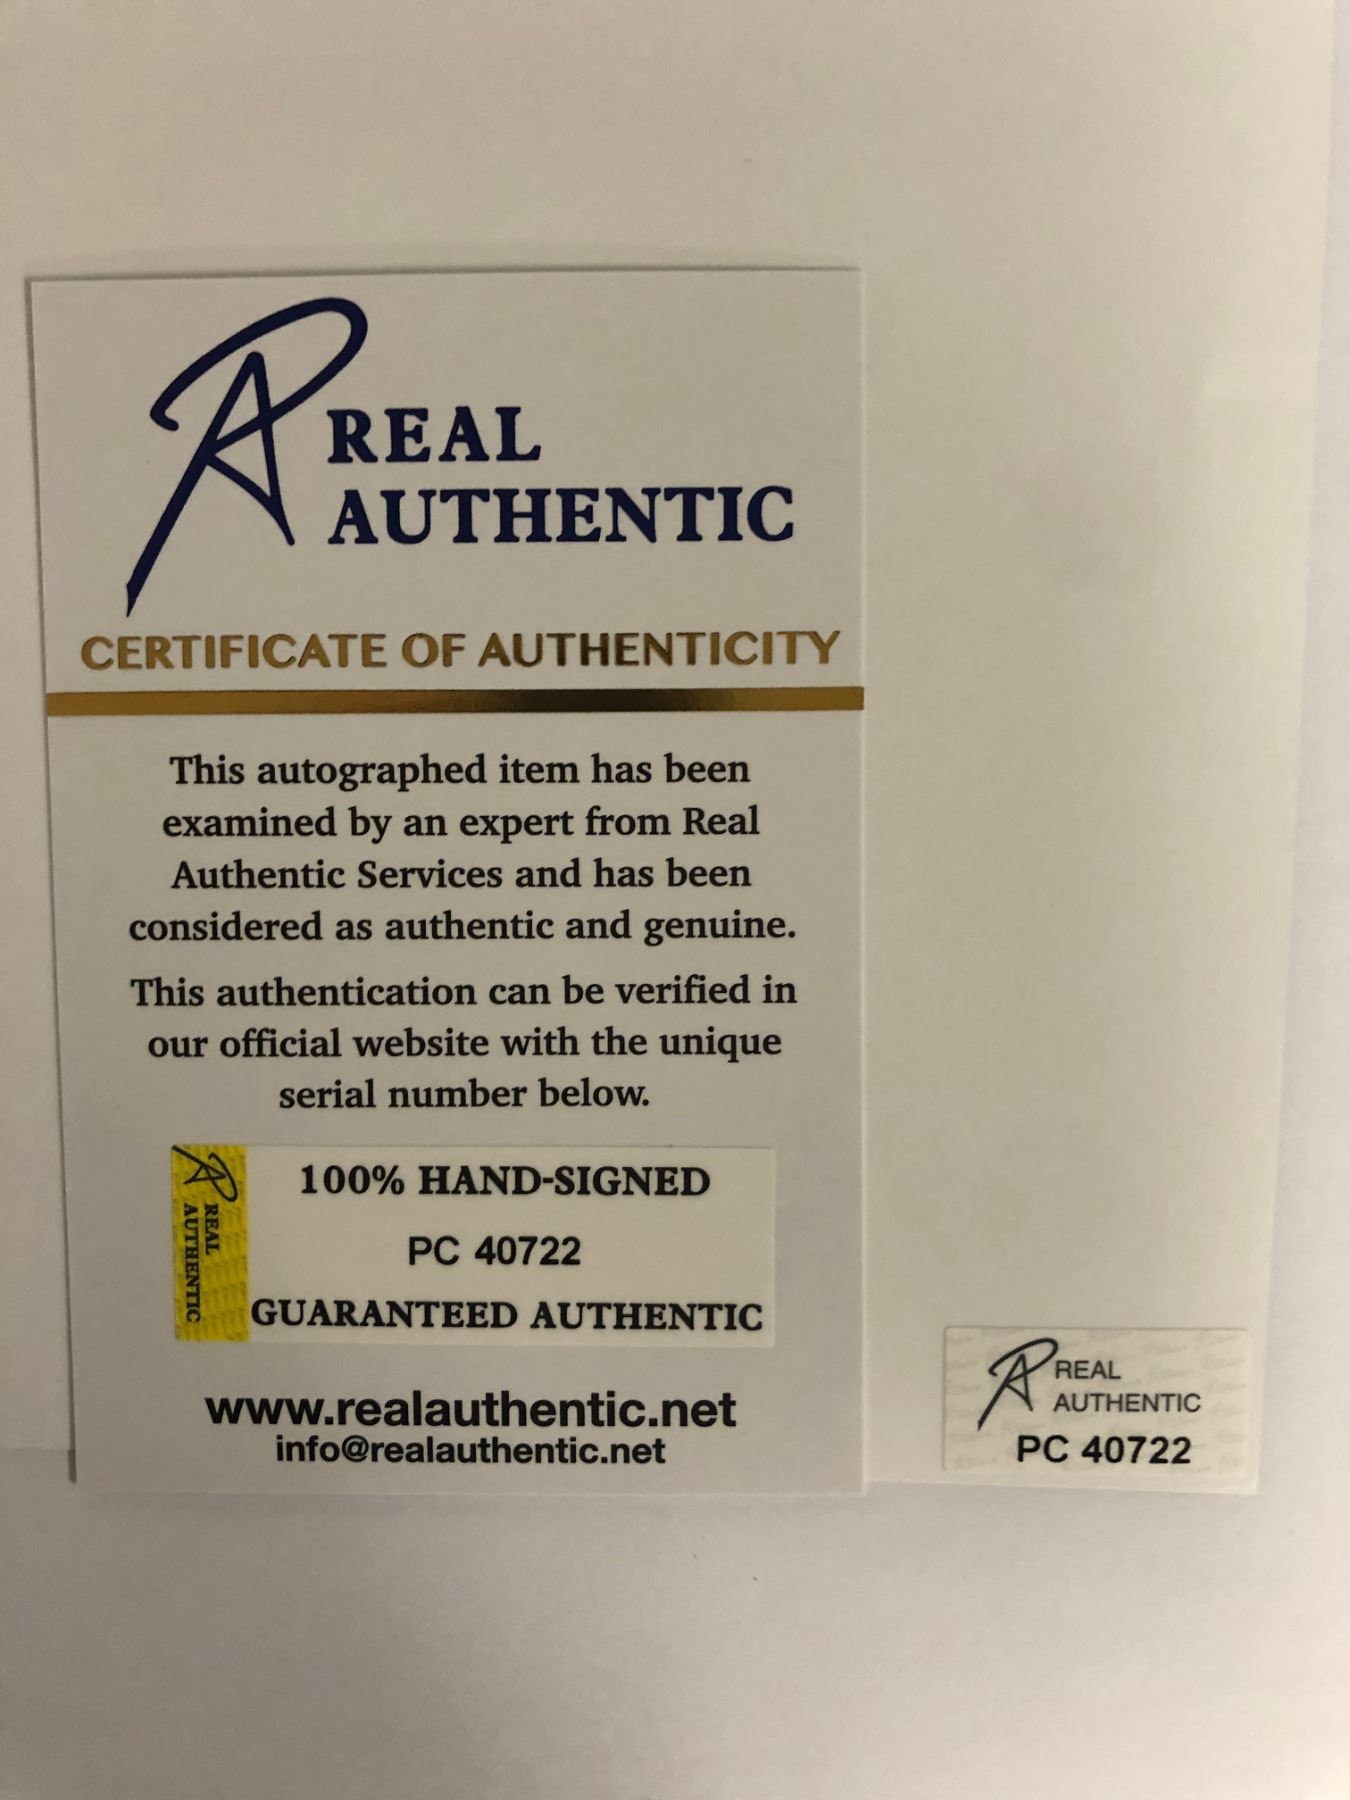 REAL
AUTHENTIC
CERTIFICATE OF AUTHENTICITY
This autographed item has been
examined by an expert from Real
Authentic Services and has been
considered as authentic and genuine.
This authentication can be verified in
our official website with the unique
serial number below.
REAL
AUTHENTIC
100% HAND-SIGNED
PC 40722
GUARANTEED AUTHENTIC
www.realauthentic.net
info@realauthentic.net
REAL
AUTHENTIC
PC 40722